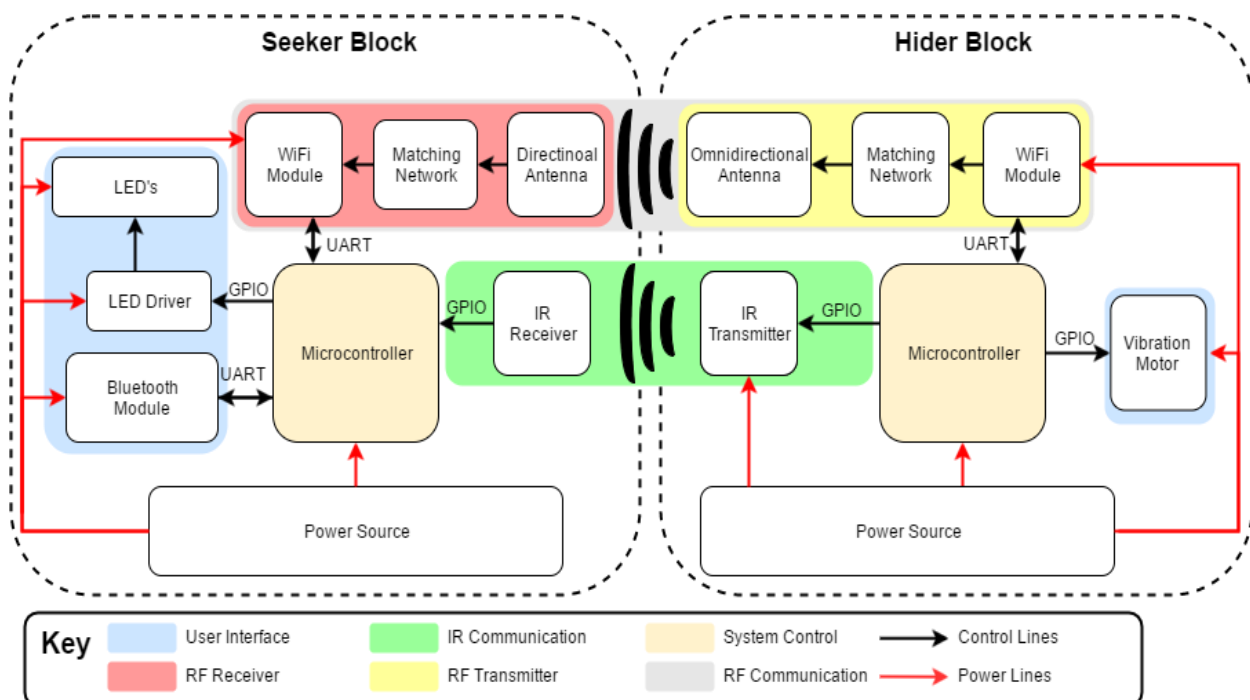 Seeker Block
Hider Block
WiFi
Module
Matching
Network
Directinoal
Antenna
Omnidirectional
Antenna
Matching
Network
WiFi
Module
LED's
UART
UART
LED Driver
GPIO
Microcontroller
GPIO
IR
Receiver
IR
Transmitter
GPIO
Microcontroller
GPIO
Vibration
Motor
Bluetooth
Module
UART
Power Source
Power Source
Key
User Interface
IR Communication
System Control
Control Lines
RF Receiver
RF Transmitter
RF Communication
Power Lines